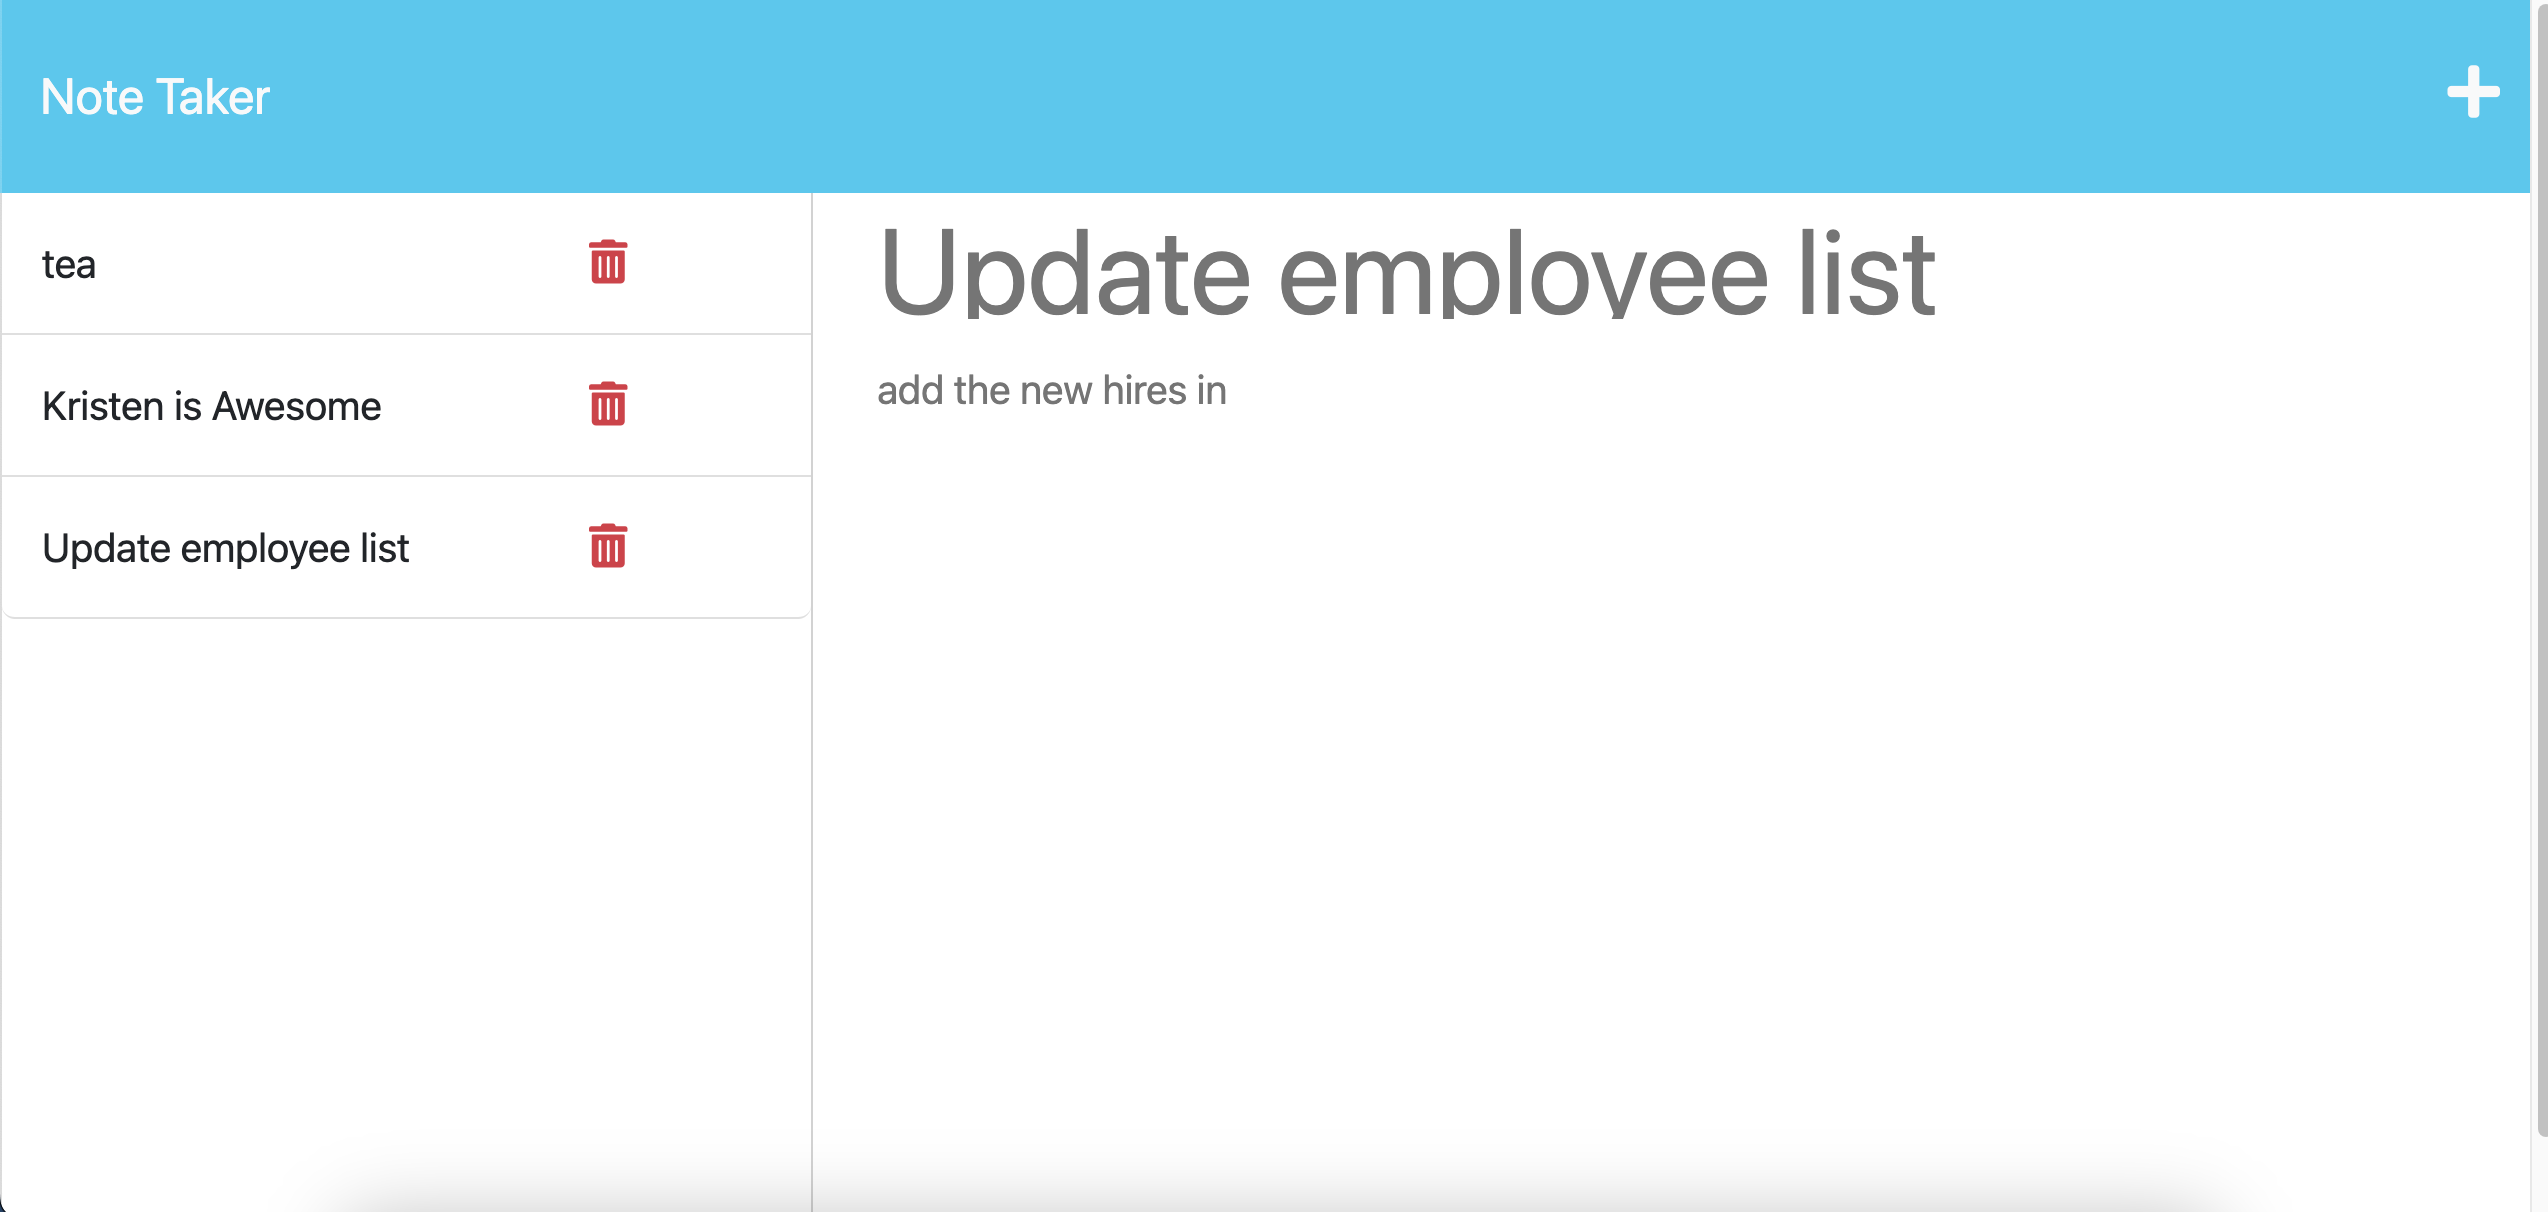 Note Taker
tea
Kristen is Awesome
Update employee list
Update employee list
add the new hires in